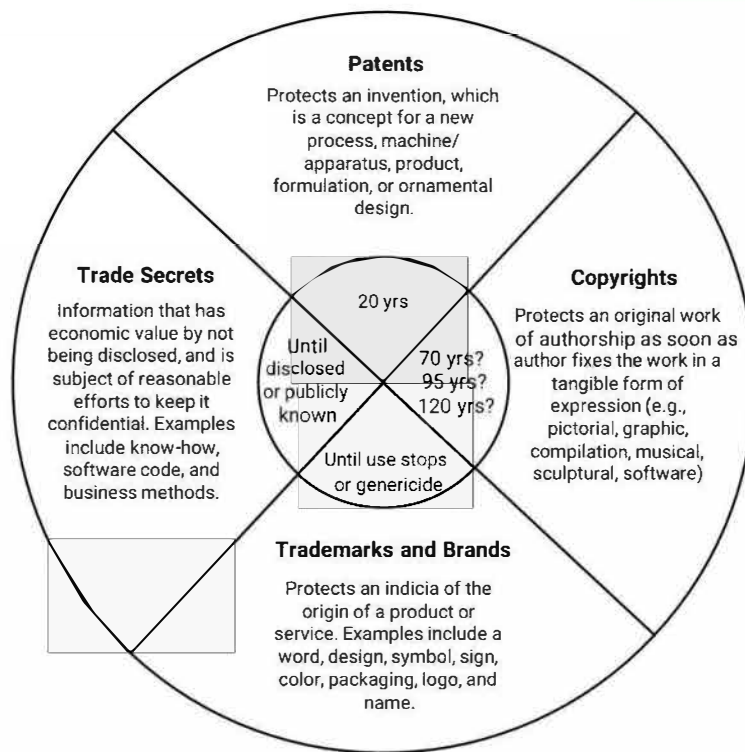 Patents
Protects an invention, which
is a concept for a new
process, machine/
apparatus, product,
formulation, or ornamental
design.
Trade Secrets
Information that has
economic value by not
being disclosed, and is
subject of reasonable
efforts to keep it
confidential. Examples
include know-how,
software code, and
business methods.
20 yrs
Until
disclosed
or publicly
known
70 yrs?
95 yrs?
120 yrs?
Until use stops
or genericide
Copyrights
Protects an original work
of authorship as soon as
author fixes the work in a
tangible form of
expression (e.g.,
pictorial, graphic,
compilation, musical,
sculptural, software)
Trademarks and Brands
Protects an indicia of the
origin of a product or
service. Examples include a
word, design, symbol, sign,
color, packaging, logo, and
name.